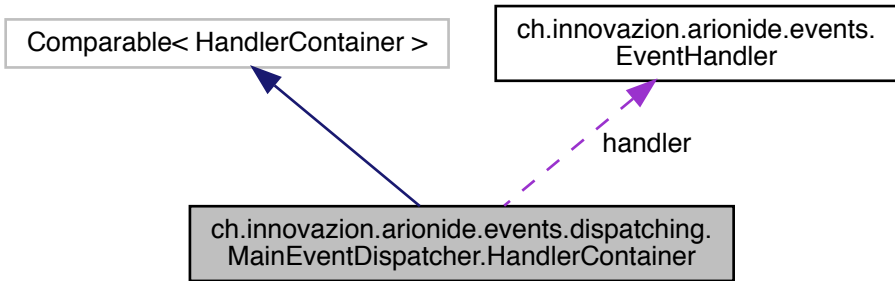 Comparable< HandlerContainer >
ch.innovazion.arionide.events.
EventHandler
handler
ch.innovazion.arionide.events.dispatching.
MainEventDispatcher.HandlerContainer